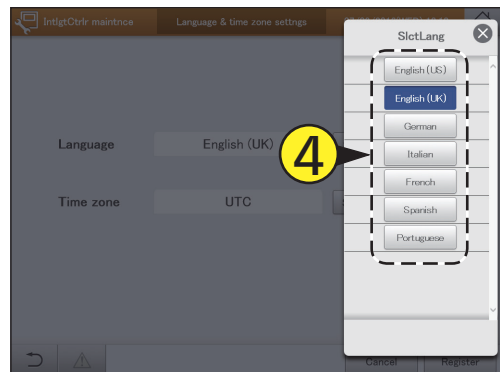 IntlgtCtrlr maintnce
Language & time zone settngs
SlctLang
English (US)
English (UK)
German
Italian
French
Spanish
Portuguese
Language
English (UK)
4
Time zone
UTC
Cancel
Register